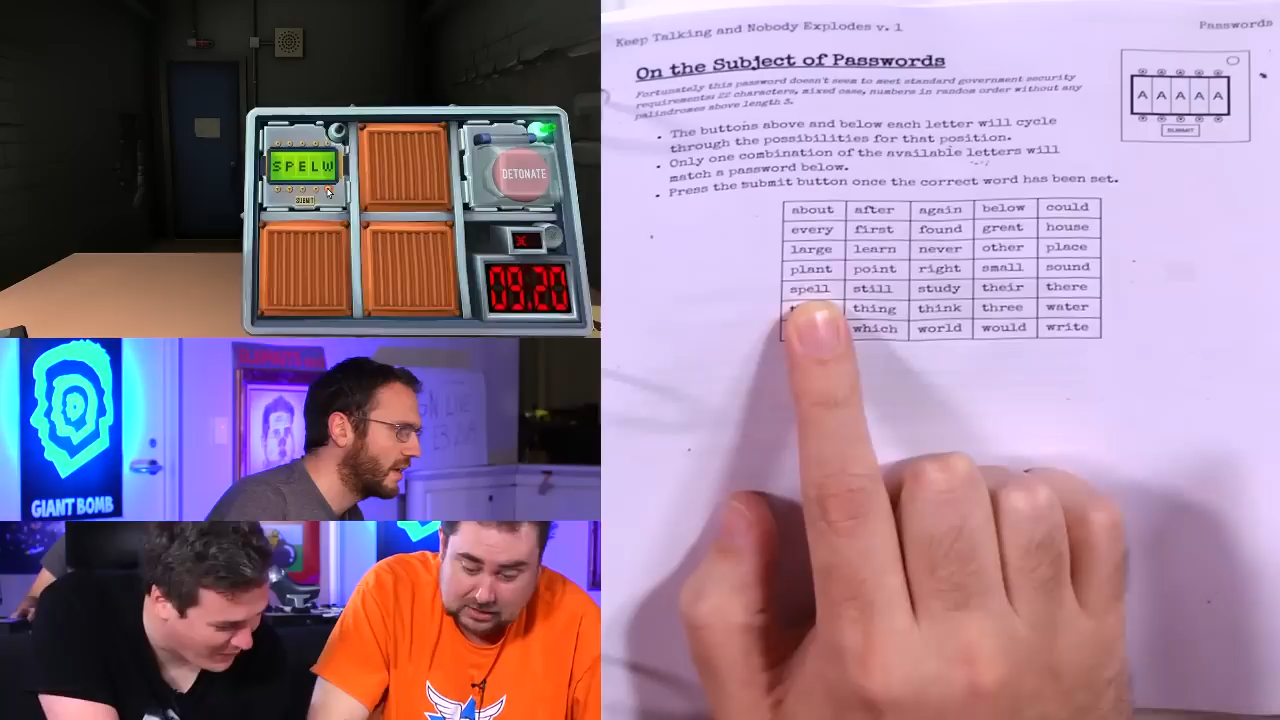 SPELW
SUBMIT
DETONATE
09.20
GIANT BOMB
Keep Talking and Nobody Explodes v. 1
Passwords
On the Subject of Passwords
Fortunately this password doesn't seem to meet standard government security
requirements: 22 characters, mixed case, numbers in random order without any
palindromes above length 3.
• The buttons above and below each letter will cycle
through the possibilities for that position.
• Only one combination of the available letters will
match a password below.
• Press the submit button once the correct word has been set.
A A A A A
SUBMIT
about after again below could
every first found great house
large learn never other place
plant point right small sound
spell still study their there
thing think three water
which world would write